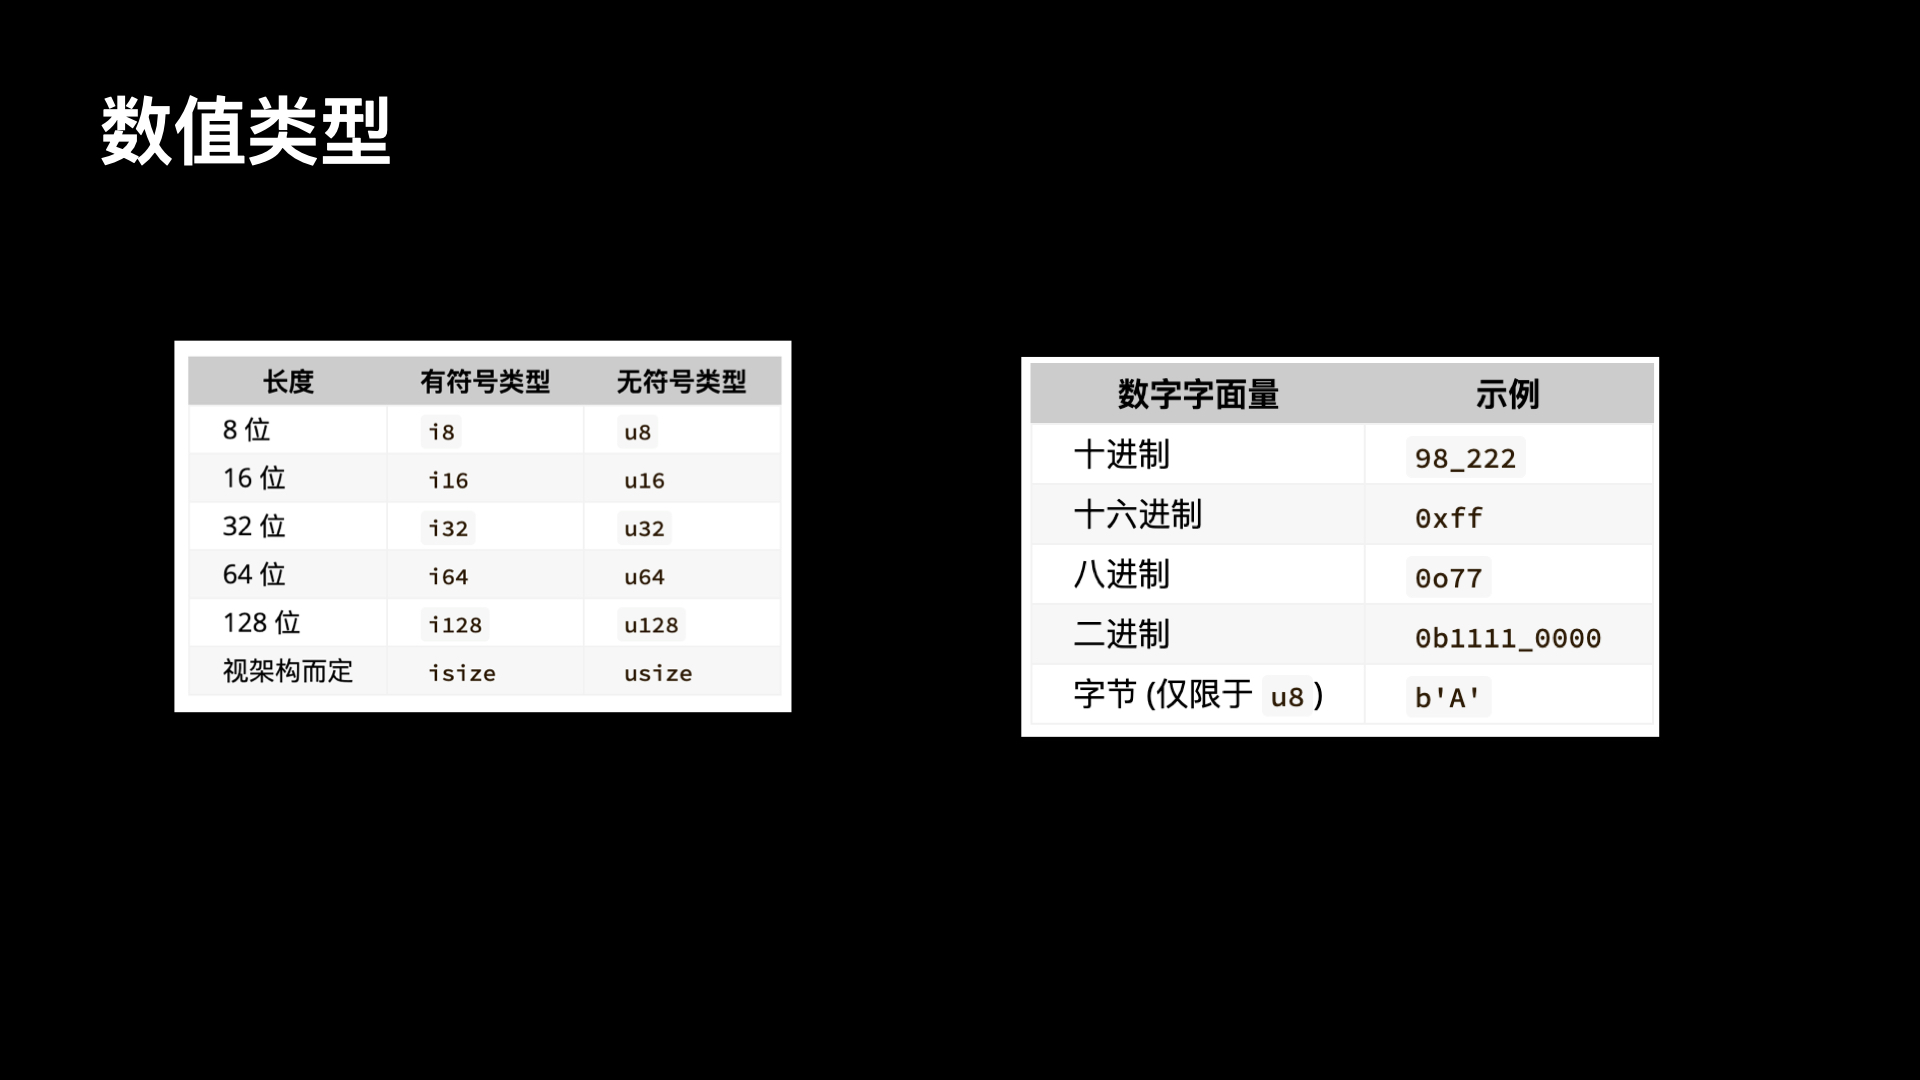 数值类型
长度 有符号类型 无符号类型
8 位 i8 u8
16 位 i16 u16
32 位 i32 u32
64 位 i64 u64
128 位 i128 u128
视架构而定 isize usize
数字字面量 示例
十进制 98_222
十六进制 0xff
八进制 0o77
二进制 0b1111_0000
字节 (仅限于 u8) b'A'